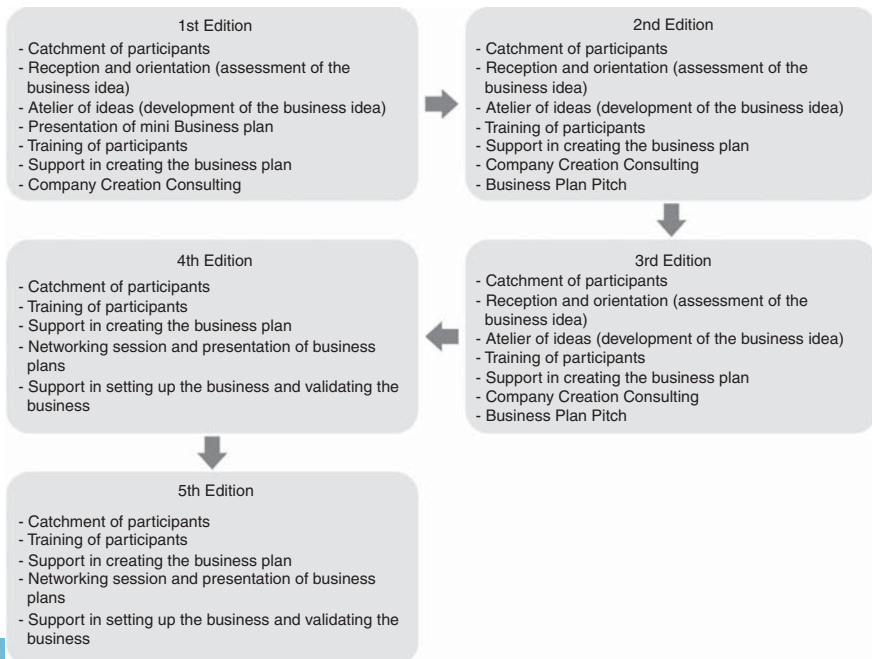 1st Edition
- Catchment of participants
- Reception and orientation (assessment of the
business idea)
- Atelier of ideas (development of the business idea)
- Presentation of mini Business plan
- Training of participants
- Support in creating the business plan
- Company Creation Consulting
2nd Edition
- Catchment of participants
- Reception and orientation (assessment of the
business idea)
- Atelier of ideas (development of the business idea)
- Training of participants
- Support in creating the business plan
- Company Creation Consulting
- Business Plan Pitch
3rd Edition
- Catchment of participants
- Reception and orientation (assessment of the
business idea)
- Atelier of ideas (development of the business idea)
- Training of participants
- Support in creating the business plan
- Company Creation Consulting
- Business Plan Pitch
4th Edition
- Catchment of participants
- Training of participants
- Support in creating the business plan
- Networking session and presentation of business
plans
- Support in setting up the business and validating the
business
5th Edition
- Catchment of participants
- Training of participants
- Support in creating the business plan
- Networking session and presentation of business
plans
- Support in setting up the business and validating the
business